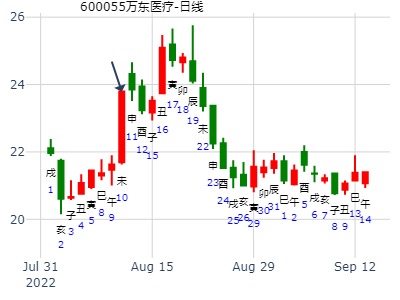 600055万东医疗-日线
26
24
22
20
戌
1
亥
2
子
3
丑
4
寅
5
巳
8
午
9
未
10
申
11
酉
12
子
15
丑
16
寅
17
卯
18
辰
19
未
22
申
23
酉
24
戌
25
亥
26
寅
29
卯
30
辰
31
巳
1
午
2
酉
5
戌
6
亥
7
子
8
丑
9
巳
13
午
14
Jul 31
2022
Aug 15
Aug 29
Sep 12